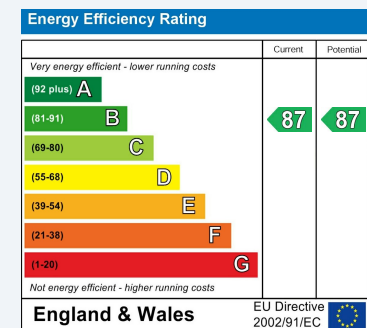 Energy Efficiency Rating
Current Potential
Very energy efficient - lower running costs
(92 plus) A
(81-91) B 87 87
(69-80) C
(55-68) D
(39-54) E
(21-38) F
(1-20) G
Not energy efficient - higher running costs
England & Wales
EU Directive
2002/91/EC